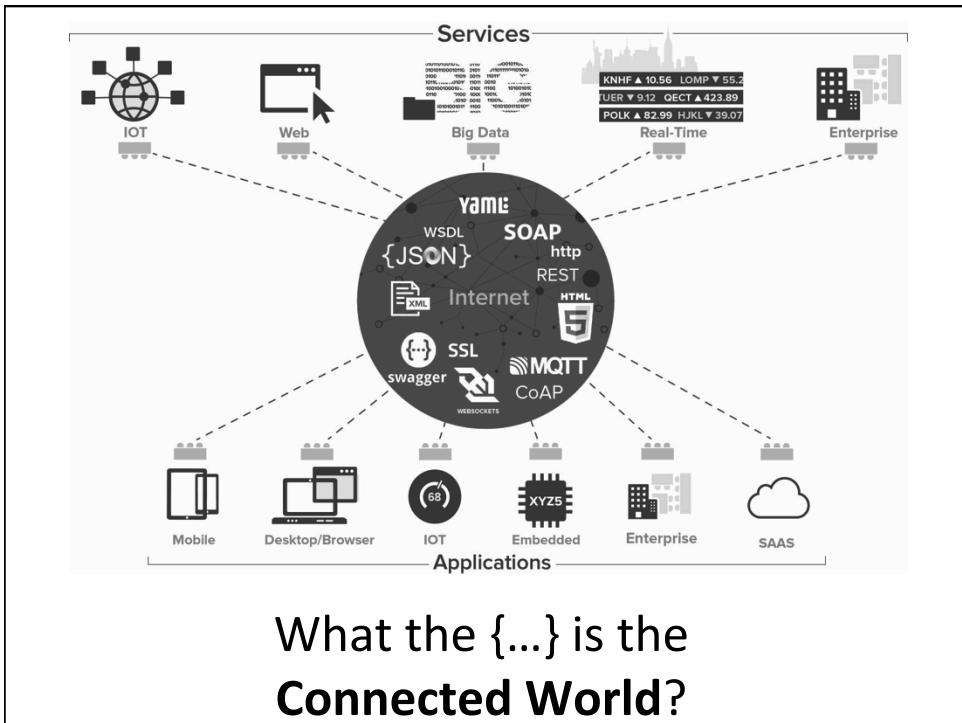 Services
KNHF ▲ 10.56 LOMP ▼ 55.2
TUER ▼ 9.12 QECT ▲ 423.89
POLK ▲ 82.99 HJKL ▼ 39.07
IOT
Web
Big Data
Real-Time
Enterprise
YAML
WSDL
SOAP
{JSON}
http
REST
XML
Internet
HTML
5
{···}
SSL
swagger
MQTT
WEBSOCKETS
CoAP
68
XYZ5
Mobile
Desktop/Browser
IOT
Embedded
Enterprise
SAAS
Applications
What the {...} is the
Connected World?